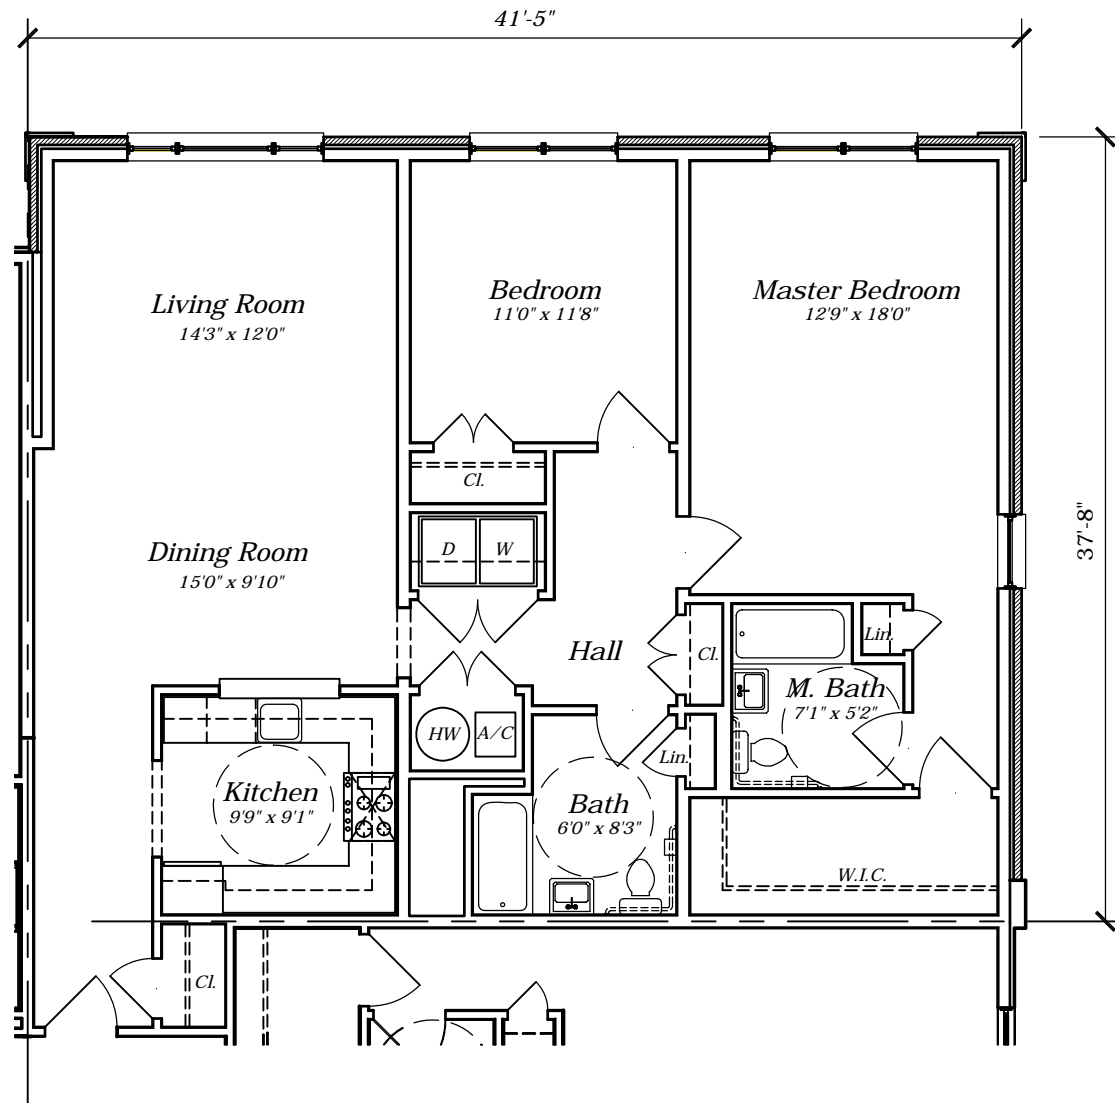 41'-5"
Living Room
14'3" x 12'0"
Bedroom
11'0" x 11'8"
Master Bedroom
12'9" x 18'0"
37'-8"
Cl.
D
W
Dining Room
15'0" x 9'10"
Hall
Cl.
Lin.
M. Bath
7'1" x 5'2"
HW
A/C
Lin.
Kitchen
9'9" x 9'1"
Bath
6'0" x 8'3"
W.I.C.
Cl.